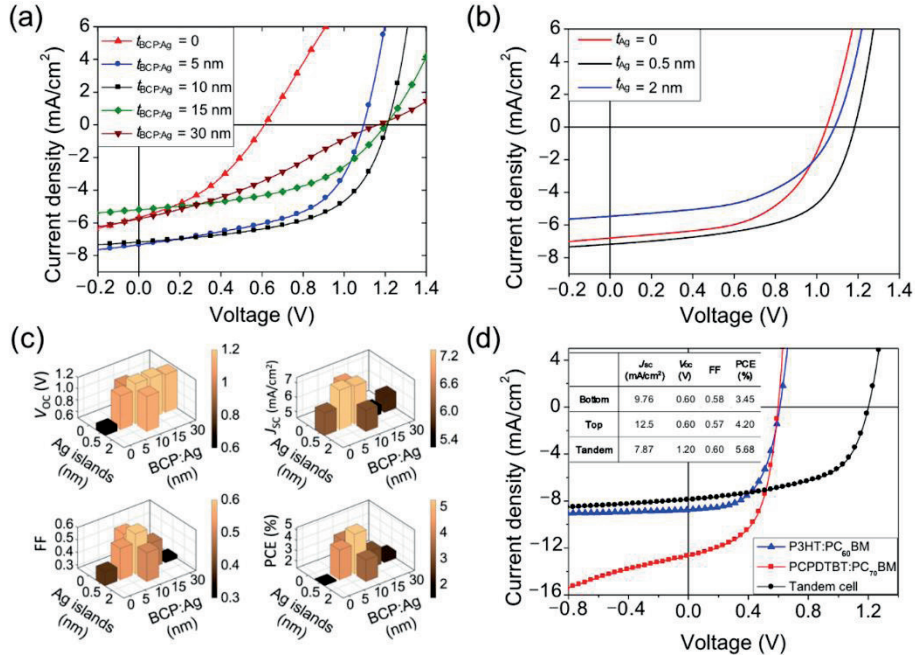 (a)
Current density (mA/cm²)
6
4
2
0
−2
−4
−6
−8
t_BCP:Ag = 0
t_BCP:Ag = 5 nm
t_BCP:Ag = 10 nm
t_BCP:Ag = 15 nm
t_BCP:Ag = 30 nm
−0.2 0.0 0.2 0.4 0.6 0.8 1.0 1.2 1.4
Voltage (V)
(b)
Current density (mA/cm²)
6
4
2
0
−2
−4
−6
−8
t_Ag = 0
t_Ag = 0.5 nm
t_Ag = 2 nm
−0.2 0.0 0.2 0.4 0.6 0.8 1.0 1.2 1.4
Voltage (V)
(c)
V_OC (V)
1.2
1.0
0.8
0.6
0
0.5
2
Ag islands
(nm)
0 5 10 15 30
BCP:Ag
(nm)
1.2
1.0
0.8
0.6
J_SC (mA/cm²)
7
6
5
0
0.5
2
Ag islands
(nm)
0 5 10 15 30
BCP:Ag
(nm)
7.2
6.6
6.0
5.4
FF
0.6
0.5
0.4
0.3
0
0.5
2
Ag islands
(nm)
0 5 10 15 30
BCP:Ag
(nm)
0.6
0.5
0.4
0.3
PCE (%)
5
4
3
2
0
0.5
2
Ag islands
(nm)
0 5 10 15 30
BCP:Ag
(nm)
5
4
3
2
(d)
Current density (mA/cm²)
4
0
−4
−8
−12
−16
J_SC (mA/cm²) V_OC (V) FF PCE (%)
Bottom 9.76 0.60 0.58 3.45
Top 12.5 0.60 0.57 4.20
Tandem 7.87 1.20 0.60 5.68
P3HT:PC₆₀BM
PCPDTBT:PC₇₀BM
Tandem cell
−0.8 −0.4 0.0 0.4 0.8 1.2
Voltage (V)